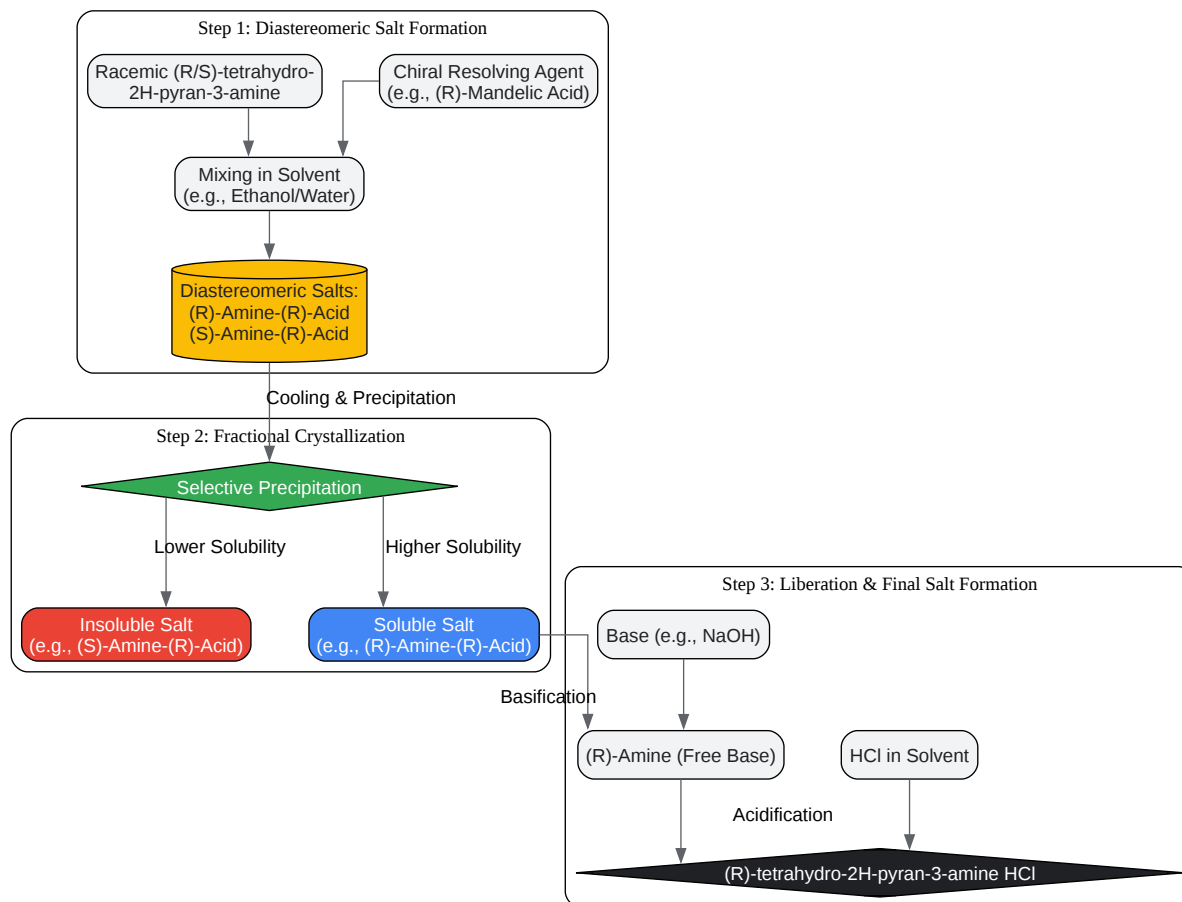 Step 1: Diastereomeric Salt Formation
Racemic (R/S)-tetrahydro-
2H-pyran-3-amine
Chiral Resolving Agent
(e.g., (R)-Mandelic Acid)
Mixing in Solvent
(e.g., Ethanol/Water)
Diastereomeric Salts:
(R)-Amine-(R)-Acid
(S)-Amine-(R)-Acid
Cooling & Precipitation
Step 2: Fractional Crystallization
Selective Precipitation
Lower Solubility
Higher Solubility
Insoluble Salt
(e.g., (S)-Amine-(R)-Acid)
Soluble Salt
(e.g., (R)-Amine-(R)-Acid)
Step 3: Liberation & Final Salt Formation
Base (e.g., NaOH)
Basification
(R)-Amine (Free Base)
HCl in Solvent
Acidification
(R)-tetrahydro-2H-pyran-3-amine HCl